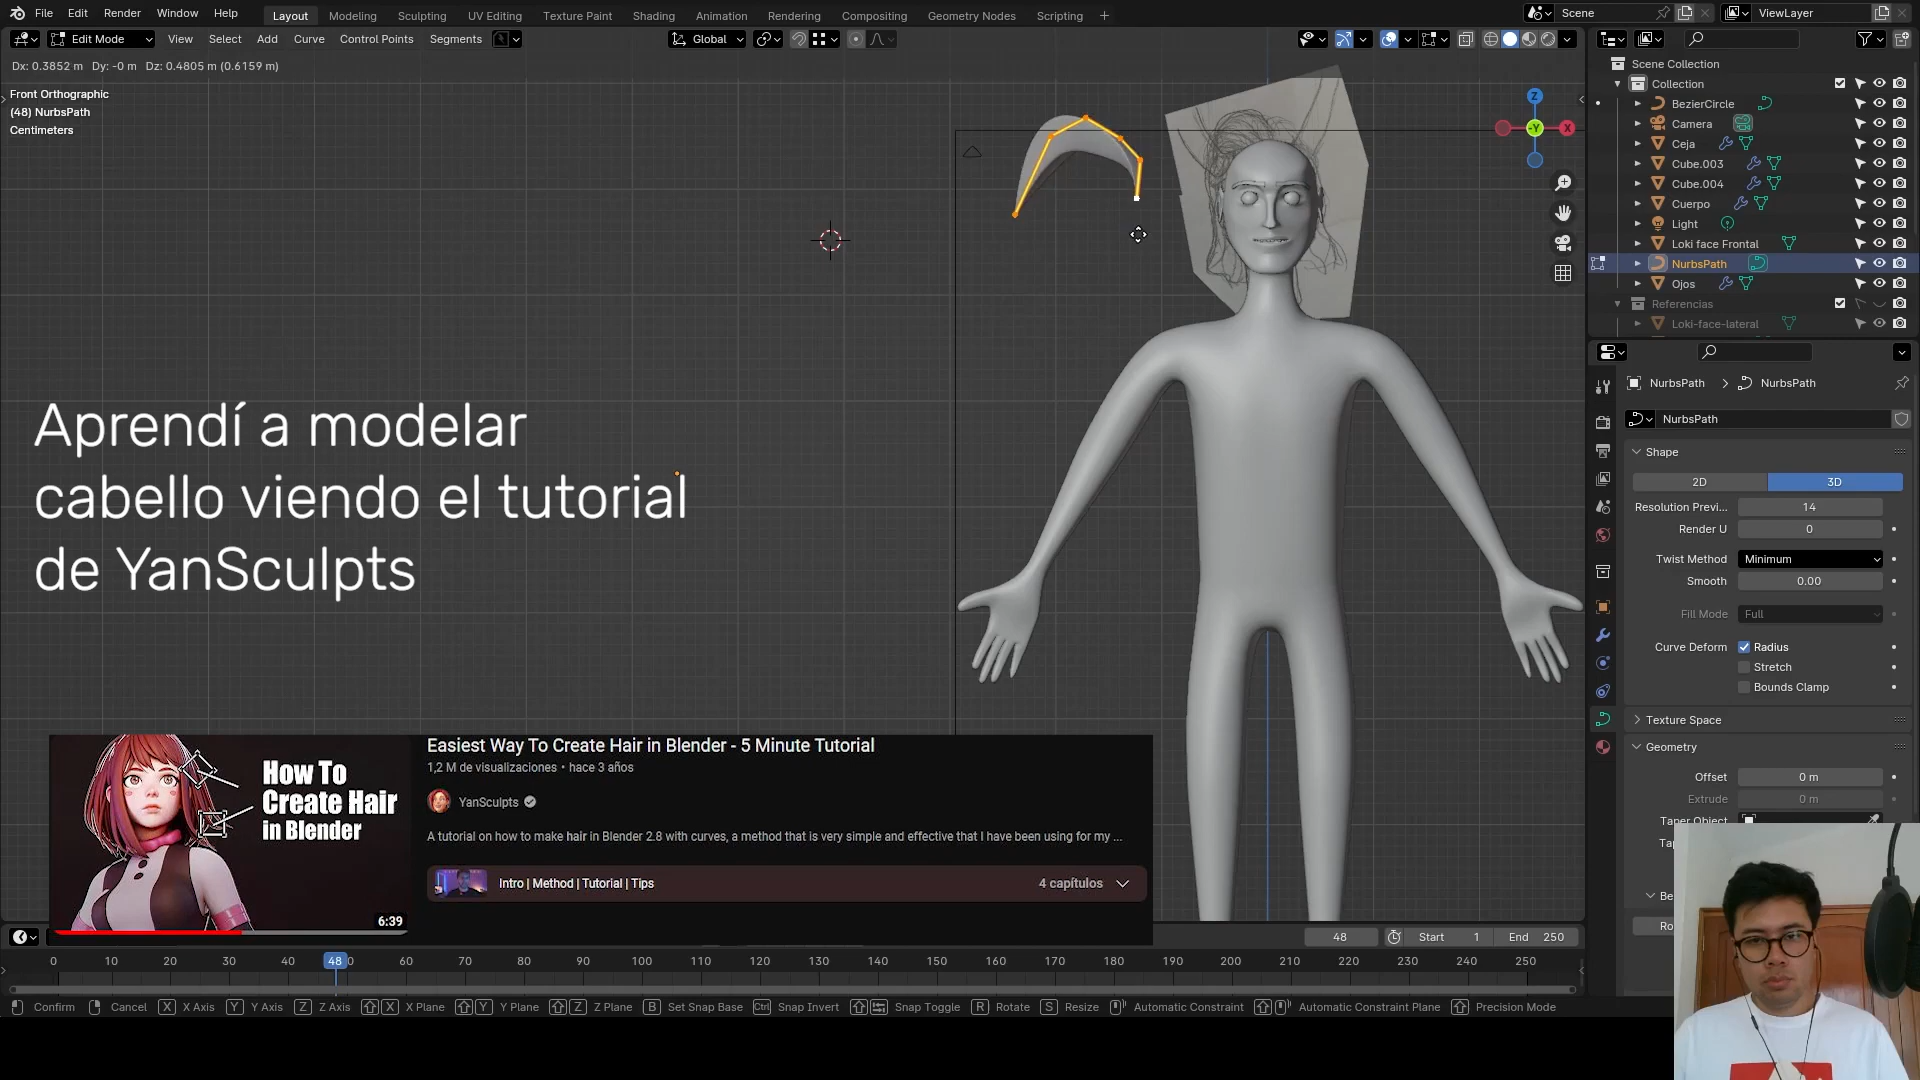 File Edit Render Window Help Layout Modeling Sculpting UV Editing Texture Paint Shading Animation Rendering Compositing Geometry Nodes Scripting + Scene ViewLayer
Edit Mode View Select Add Curve Control Points Segments Global
Dx: 0.3852 m Dy: -0 m Dz: 0.4805 m (0.6159 m)
Front Orthographic
(48) NurbsPath
Centimeters
Z
X
-Y
Scene Collection
Collection
BezierCircle
Camera
Ceja
Cube.003
Cube.004
Cuerpo
Light
Loki face Frontal
NurbsPath
Ojos
Referencias
Loki-face-lateral
NurbsPath > NurbsPath
NurbsPath
Shape
2D 3D
Resolution Previ... 14
Render U 0
Twist Method Minimum
Smooth 0.00
Fill Mode Full
Curve Deform Radius
Stretch
Bounds Clamp
Texture Space
Geometry
Offset 0 m
Extrude 0 m
Taper Object
Ta
Be
Ro
Aprendí a modelar
cabello viendo el tutorial
de YanSculpts
How To
Create Hair
in Blender
6:39
Easiest Way To Create Hair in Blender - 5 Minute Tutorial
1,2 M de visualizaciones • hace 3 años
YanSculpts
A tutorial on how to make hair in Blender 2.8 with curves, a method that is very simple and effective that I have been using for my ...
Intro | Method | Tutorial | Tips 4 capítulos
48 Start 1 End 250
0 10 20 30 40 48 0 60 70 80 90 100 110 120 130 140 150 160 170 180 190 200 210 220 230 240 250
Confirm Cancel X X Axis Y Y Axis Z Z Axis X X Plane Y Y Plane Z Z Plane B Set Snap Base Ctrl Snap Invert Snap Toggle R Rotate S Resize Automatic Constraint Automatic Constraint Plane Precision Mode